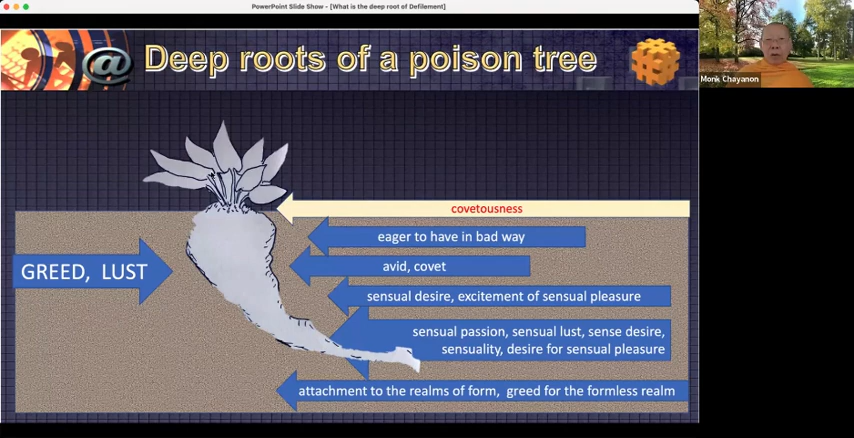 PowerPoint Slide Show - [What is the deep root of Defilement]
@ Deep roots of a poison tree
Monk Chayanon
covetousness
eager to have in bad way
avid, covet
GREED, LUST
sensual desire, excitement of sensual pleasure
sensual passion, sensual lust, sense desire,
sensuality, desire for sensual pleasure
attachment to the realms of form, greed for the formless realm